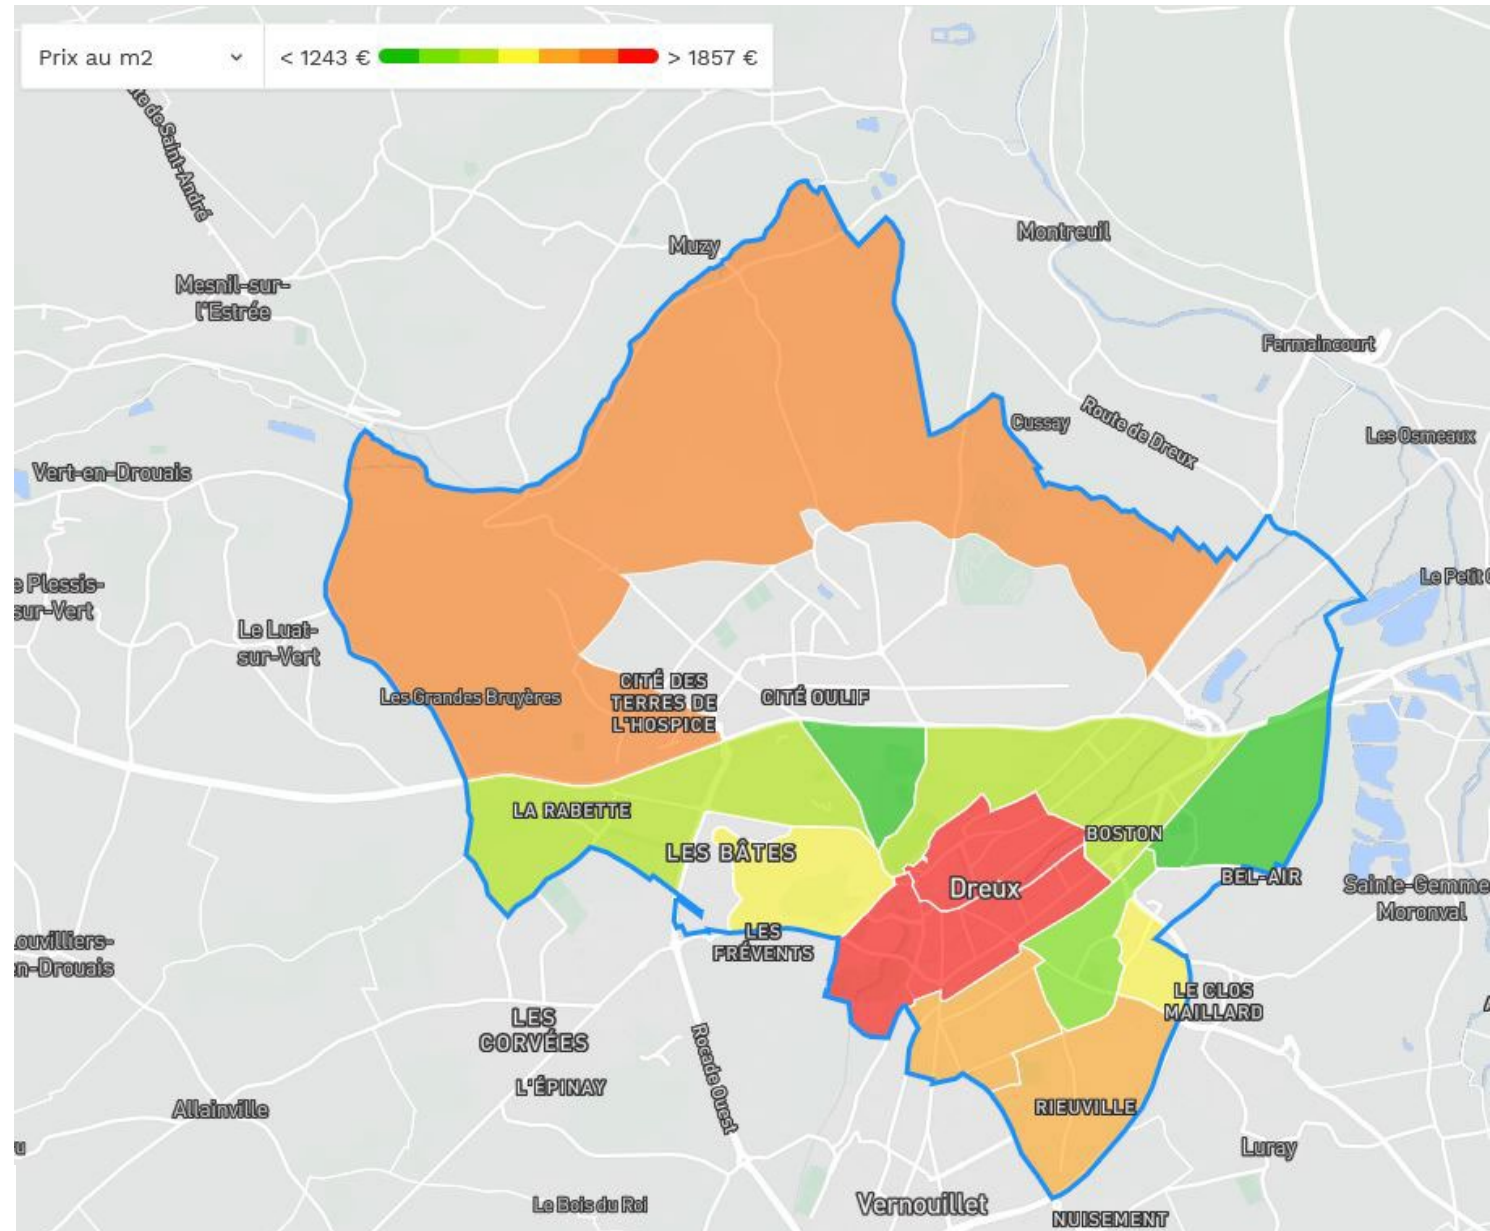 Prix au m2
< 1243 €
> 1857 €
te de Saint-André
Muzy
Montreuil
Mesnil-sur-
l'Estrée
Fermaincourt
Cussay
Route de Dreux
Les Osmeaux
Vert-en-Drouais
e Plessis-
sur-Vert
Le Petit
Le Luat-
sur-Vert
Les Grandes Bruyères
CITÉ DES
TERRES DE
L'HOSPICE
CITÉ OULIF
LA RABETTE
BOSTON
LES BÂTES
Dreux
BEL-AIR
Sainte-Gemme
Moronval
LES
FRÉVENTS
ouvilliers-
n-Drouais
LE CLOS
MAILLARD
LES
CORVÉES
Rocade Ouest
L'ÉPINAY
Allainville
RIEUVILLE
Luray
Le Bois du Roi
Vernouillet
NUISEMENT